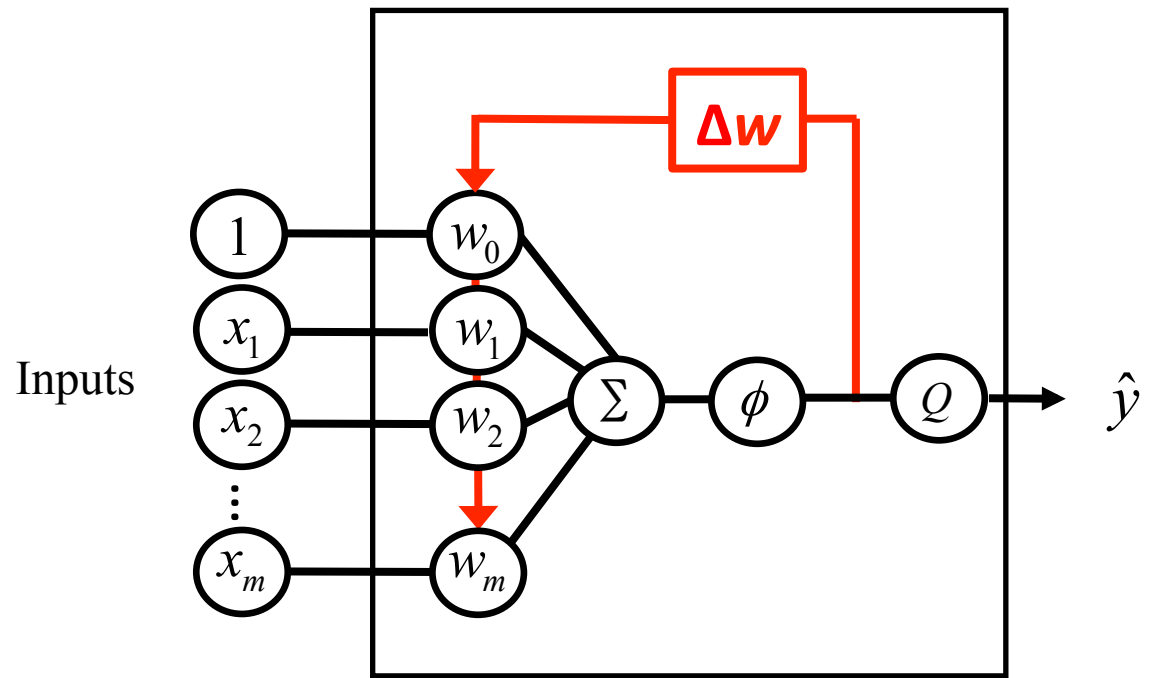 Δw
1
w₀
x₁
w₁
Inputs
x₂
w₂
Σ
ϕ
Q
ŷ
⋮
xₘ
wₘ